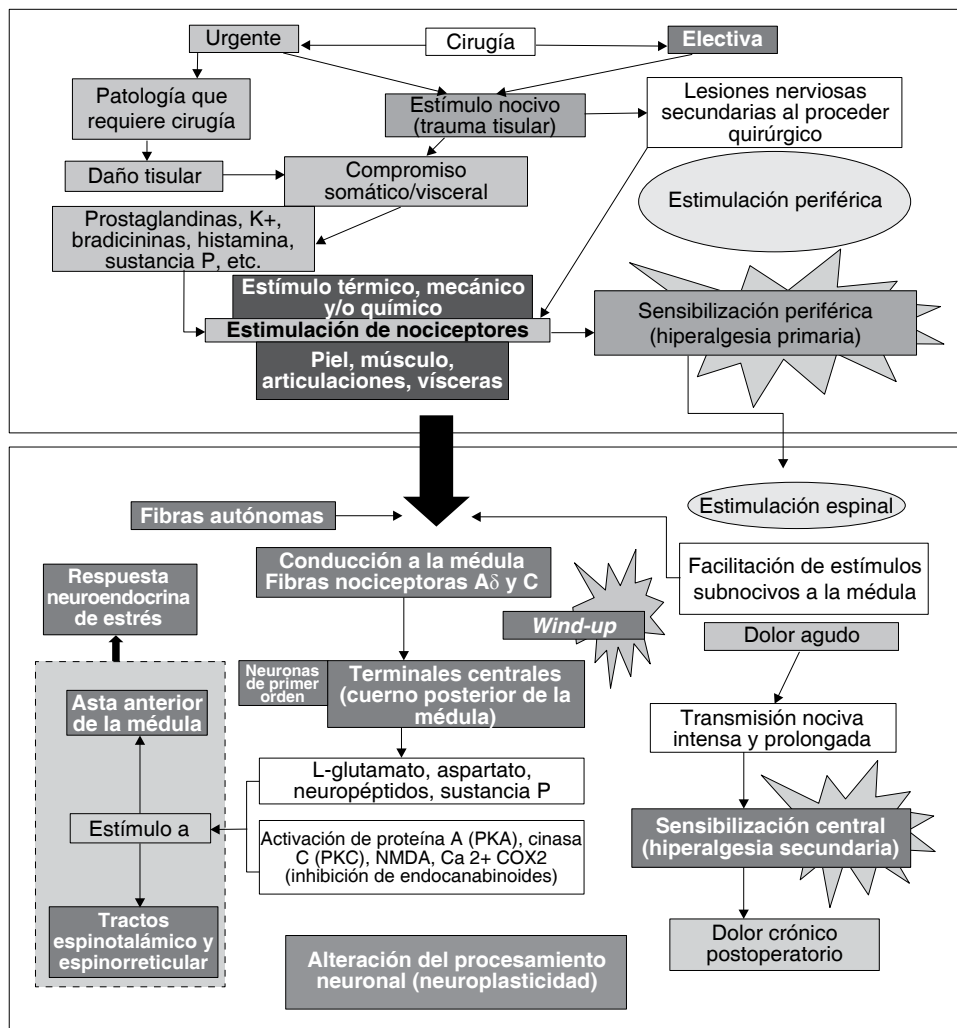 Urgente
Cirugía
Electiva
Patología que
requiere cirugía
Estímulo nocivo
(trauma tisular)
Lesiones nerviosas
secundarias al proceder
quirúrgico
Daño tisular
Compromiso
somático/visceral
Estimulación periférica
Prostaglandinas, K+,
bradicininas, histamina,
sustancia P, etc.
Estímulo térmico, mecánico
y/o químico
Estimulación de nociceptores
Piel, músculo,
articulaciones, vísceras
Sensibilización periférica
(hiperalgesia primaria)
Estimulación espinal
Fibras autónomas
Conducción a la médula
Fibras nociceptoras Aδ y C
Facilitación de estímulos
subnocivos a la médula
Respuesta
neuroendocrina
de estrés
Wind-up
Dolor agudo
Neuronas
de primer
orden
Terminales centrales
(cuerno posterior de la
médula)
Asta anterior
de la médula
Transmisión nociva
intensa y prolongada
L-glutamato, aspartato,
neuropéptidos, sustancia P
Estímulo a
Activación de proteína A (PKA), cinasa
C (PKC), NMDA, Ca 2+ COX2
(inhibición de endocanabinoides)
Sensibilización central
(hiperalgesia secundaria)
Tractos
espinotalámico y
espinorreticular
Alteración del procesamiento
neuronal (neuroplasticidad)
Dolor crónico
postoperatorio